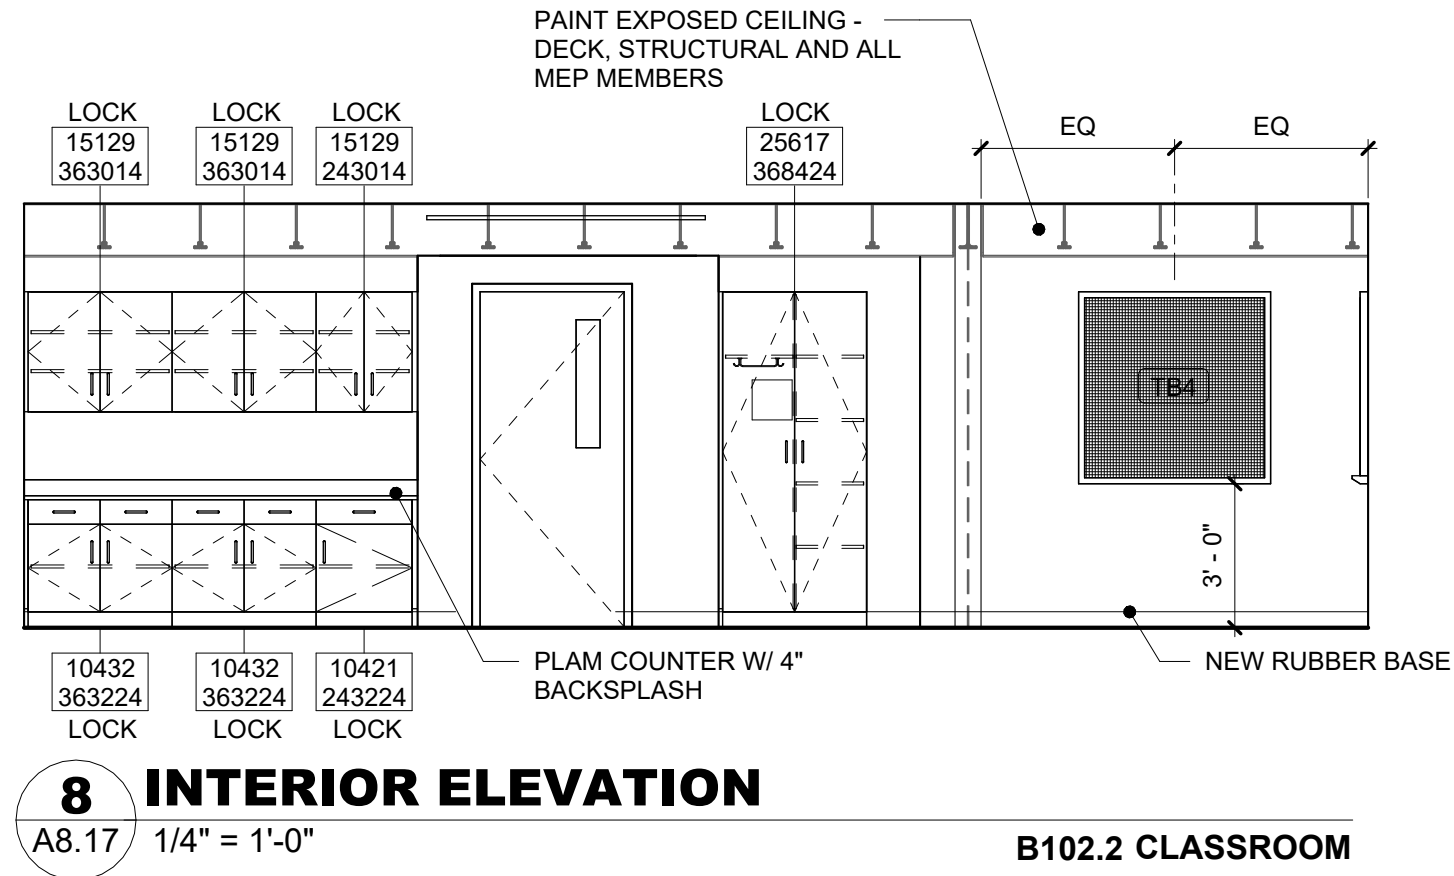 PAINT EXPOSED CEILING -
DECK, STRUCTURAL AND ALL
MEP MEMBERS
LOCK
15129
363014
LOCK
15129
363014
LOCK
15129
243014
LOCK
25617
368424
EQ
EQ
TB4
3' - 0"
10432
363224
LOCK
10432
363224
LOCK
10421
243224
LOCK
PLAM COUNTER W/ 4"
BACKSPLASH
NEW RUBBER BASE
8
A8.17
INTERIOR ELEVATION
1/4" = 1'-0"
B102.2 CLASSROOM